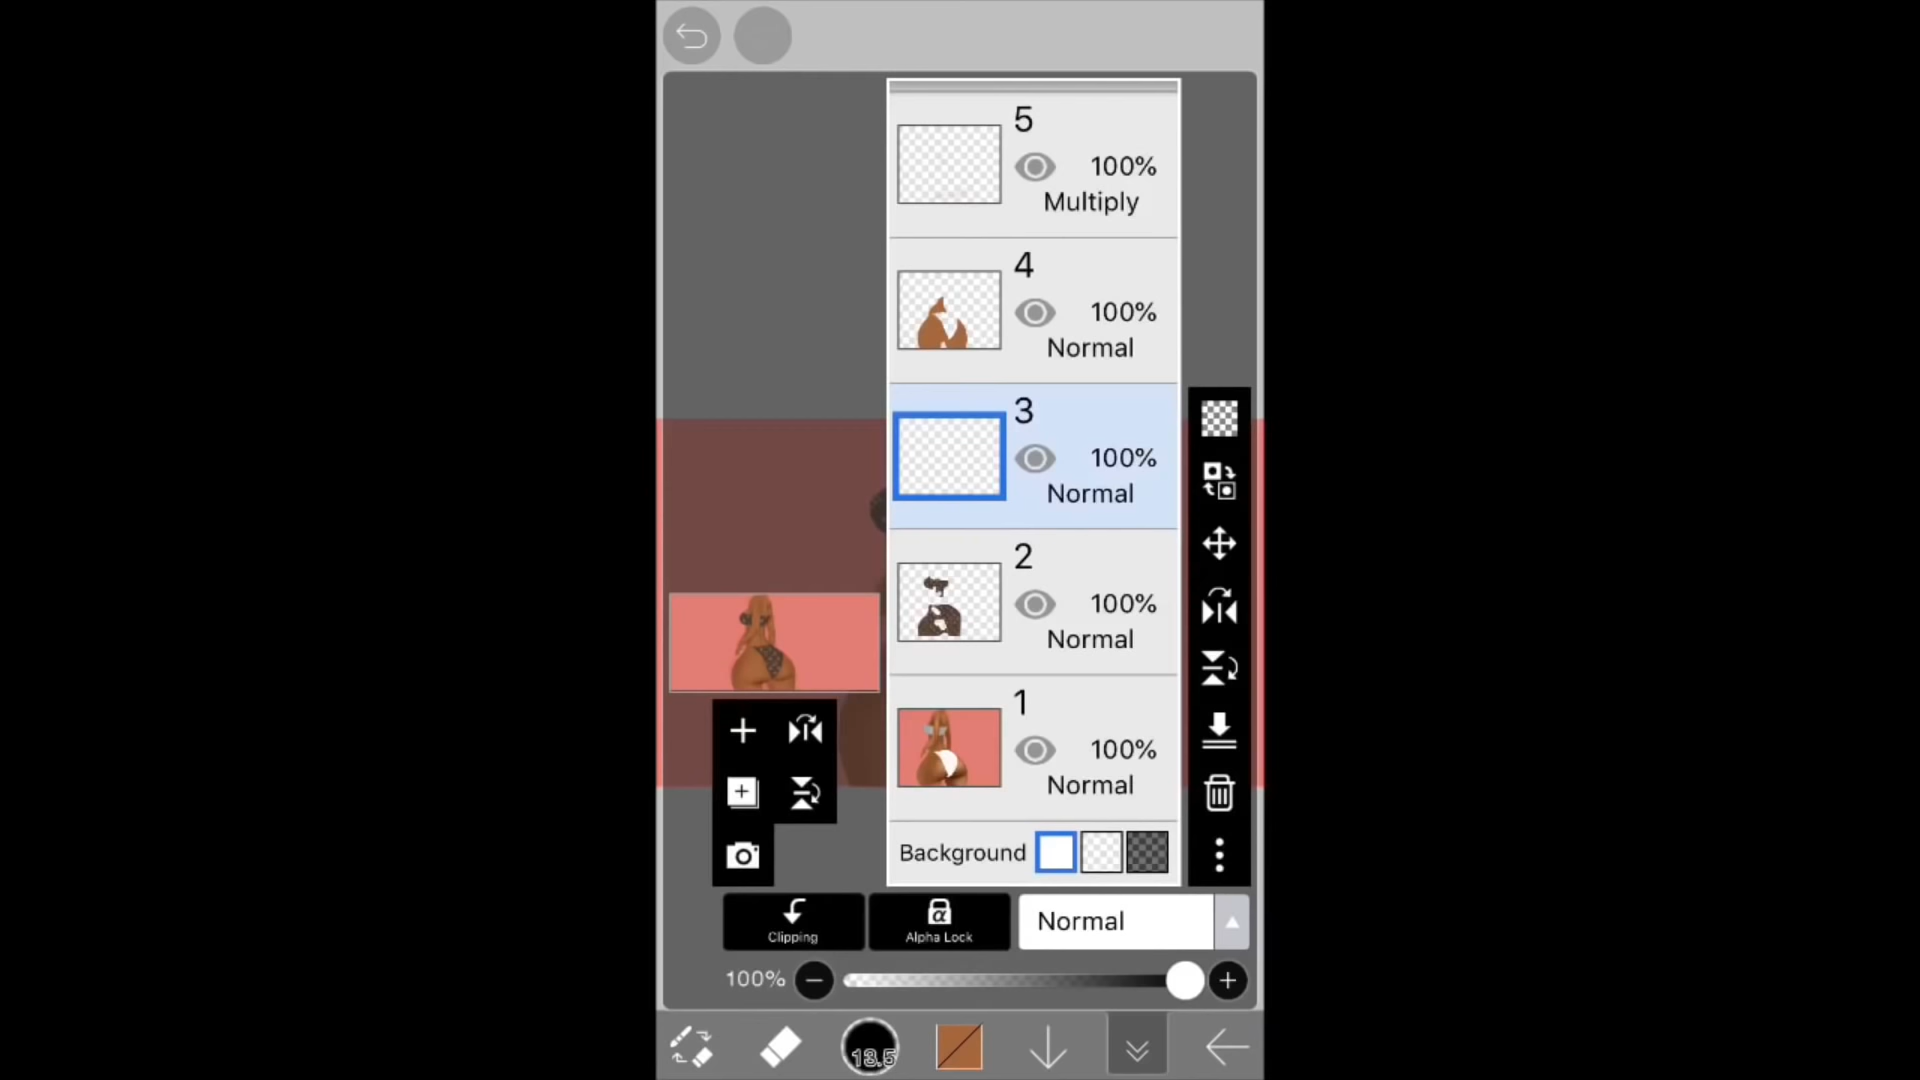 5
100%
Multiply
4
100%
Normal
3
100%
Normal
2
100%
Normal
1
100%
Normal
Background
Clipping
α
Alpha Lock
Normal
100%
13.5